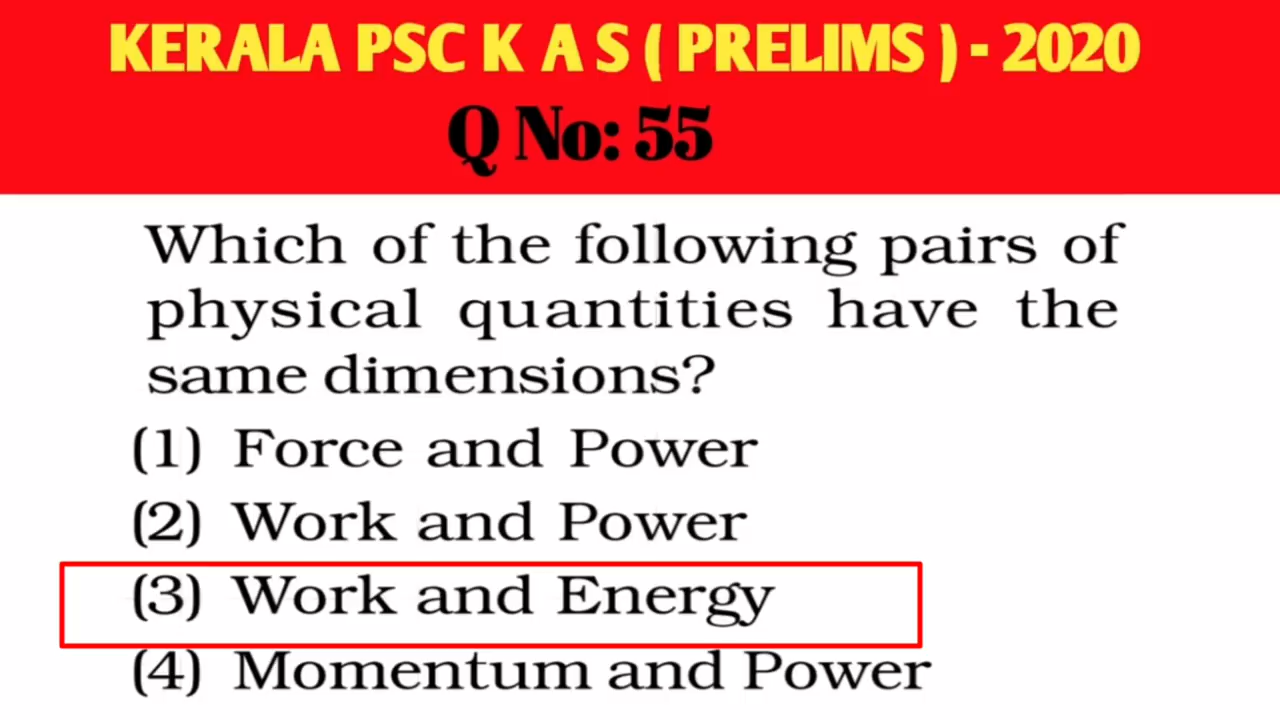 KERALA PSC K A S ( PRELIMS ) - 2020
Q No: 55
Which of the following pairs of
physical quantities have the
same dimensions?
(1) Force and Power
(2) Work and Power
(3) Work and Energy
(4) Momentum and Power